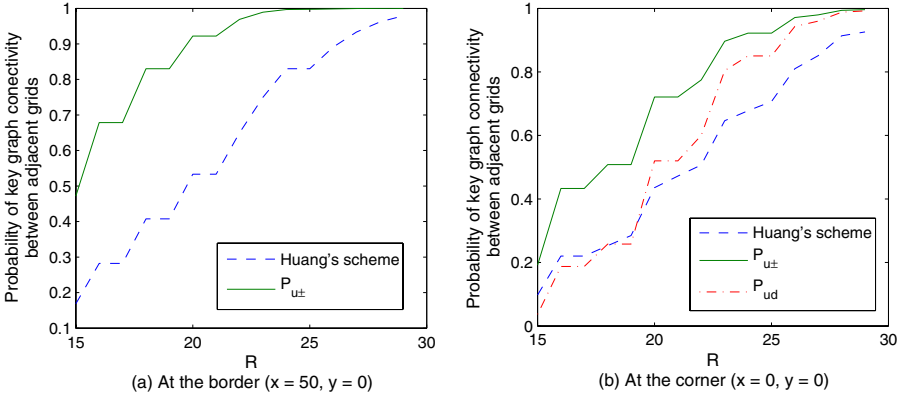 Probability of key graph connectivity
between adjacent grids
1
0.9
0.8
0.7
0.6
0.5
0.4
0.3
0.2
0.1
15
20
25
30
R
Huang's scheme
Pu±
(a) At the border (x = 50, y = 0)
Probability of key graph connectivity
between adjacent grids
1
0.8
0.6
0.4
0.2
0
15
20
25
30
R
Huang's scheme
Pu±
Pud
(b) At the corner (x = 0, y = 0)